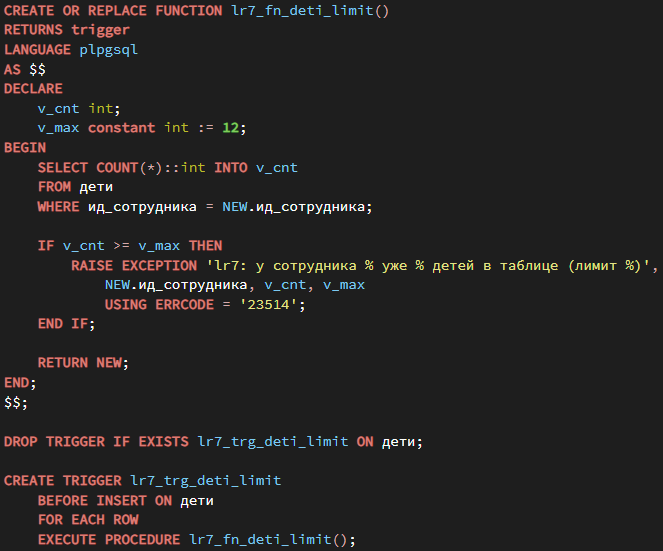 CREATE OR REPLACE FUNCTION lr7_fn_deti_limit()
RETURNS trigger
LANGUAGE plpgsql
AS $$
DECLARE
    v_cnt int;
    v_max constant int := 12;
BEGIN
    SELECT COUNT(*)::int INTO v_cnt
    FROM дети
    WHERE ид_сотрудника = NEW.ид_сотрудника;

    IF v_cnt >= v_max THEN
        RAISE EXCEPTION 'lr7: у сотрудника % уже % детей в таблице (лимит %)',
            NEW.ид_сотрудника, v_cnt, v_max
            USING ERRCODE = '23514';
    END IF;

    RETURN NEW;
END;
$$;

DROP TRIGGER IF EXISTS lr7_trg_deti_limit ON дети;

CREATE TRIGGER lr7_trg_deti_limit
    BEFORE INSERT ON дети
    FOR EACH ROW
    EXECUTE PROCEDURE lr7_fn_deti_limit();